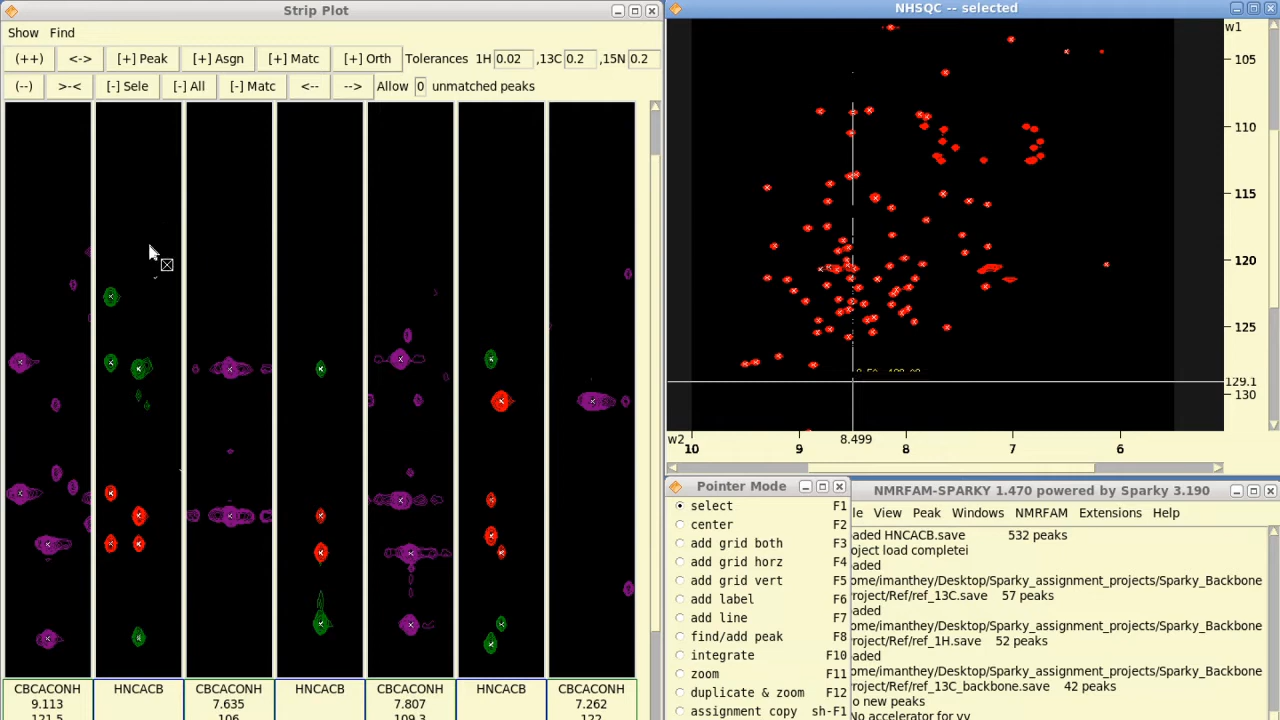 Strip Plot
Show Find
(++) <-> [+] Peak [+] Asgn [+] Matc [+] Orth Tolerances 1H 0.02 ,13C 0.2 ,15N 0.2
(--) >-< [-] Sele [-] All [-] Matc <-- --> Allow 0 unmatched peaks
CBCACONH HNCACB CBCACONH HNCACB CBCACONH HNCACB CBCACONH
9.113 7.635 7.807 7.262
121.5 106 109.3 122
NHSQC -- selected
w1
105
110
115
120
125
129.1
130
w2
8.499
10 9 8 7 6
Pointer Mode
select F1
center F2
add grid both F3
add grid horz F4
add grid vert F5
add label F6
add line F7
find/add peak F8
integrate F10
zoom F11
duplicate & zoom F12
assignment copy sh-F1
NMRFAM-SPARKY 1.470 powered by Sparky 3.190
le View Peak Windows NMRFAM Extensions Help
aded HNCACB.save 532 peaks
oject load completei
aded
ome/imanthey/Desktop/Sparky_assignment_projects/Sparky_Backbone
roject/Ref/ref_13C.save 57 peaks
aded
ome/imanthey/Desktop/Sparky_assignment_projects/Sparky_Backbone
roject/Ref/ref_1H.save 52 peaks
aded
ome/imanthey/Desktop/Sparky_assignment_projects/Sparky_Backbone
roject/Ref/ref_13C_backbone.save 42 peaks
o new peaks
No accelerator for yy